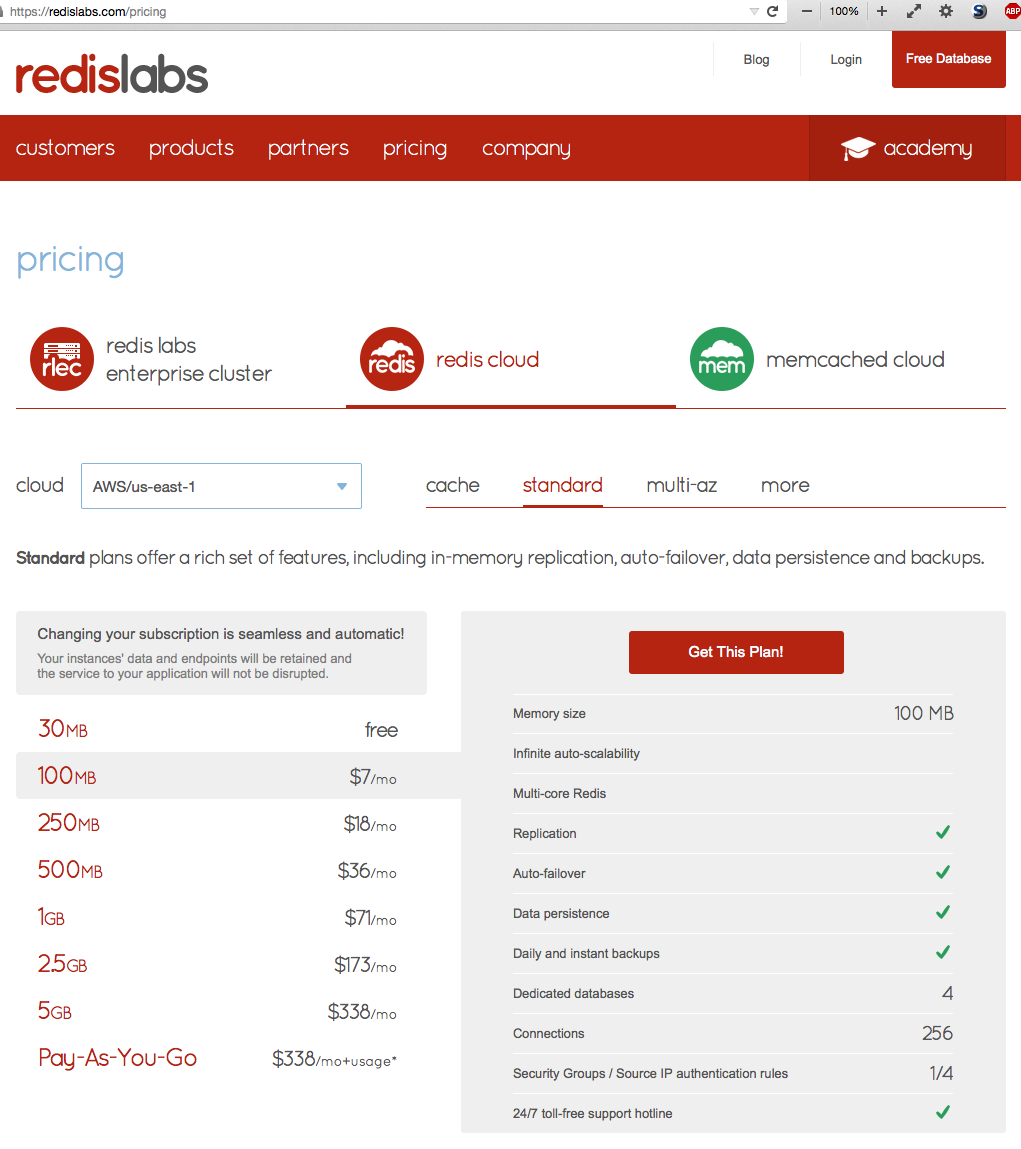 https://redislabs.com/pricing
100%
S
ABP
redislabs
Blog
Login
Free Database
customers
products
partners
pricing
company
academy
pricing
rlec
redis labs
enterprise cluster
redis
redis cloud
mem
memcached cloud
cloud
AWS/us-east-1
cache
standard
multi-az
more
Standard plans offer a rich set of features, including in-memory replication, auto-failover, data persistence and backups.
Changing your subscription is seamless and automatic!
Your instances' data and endpoints will be retained and
the service to your application will not be disrupted.
30MB free
100MB $7/mo
250MB $18/mo
500MB $36/mo
1GB $71/mo
2.5GB $173/mo
5GB $338/mo
Pay-As-You-Go $338/mo+usage*
Get This Plan!
Memory size 100 MB
Infinite auto-scalability
Multi-core Redis
Replication
Auto-failover
Data persistence
Daily and instant backups
Dedicated databases 4
Connections 256
Security Groups / Source IP authentication rules 1/4
24/7 toll-free support hotline